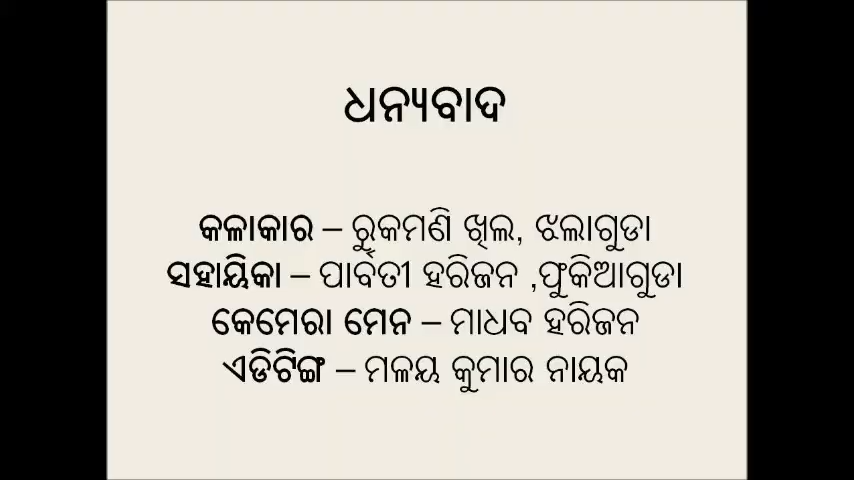 ଧନ୍ୟବାଦ
କଳାକାର – ରୁକମଣି ଖିଲ, ଝଲାଗୁଡା
ସହାୟିକା – ପାର୍ବତୀ ହରିଜନ ,ଫୁକିଆଗୁଡା
କେମେରା ମେନ – ମାଧବ ହରିଜନ
ଏଡିଟିଙ୍ଗ – ମଳୟ କୁମାର ନାୟକ